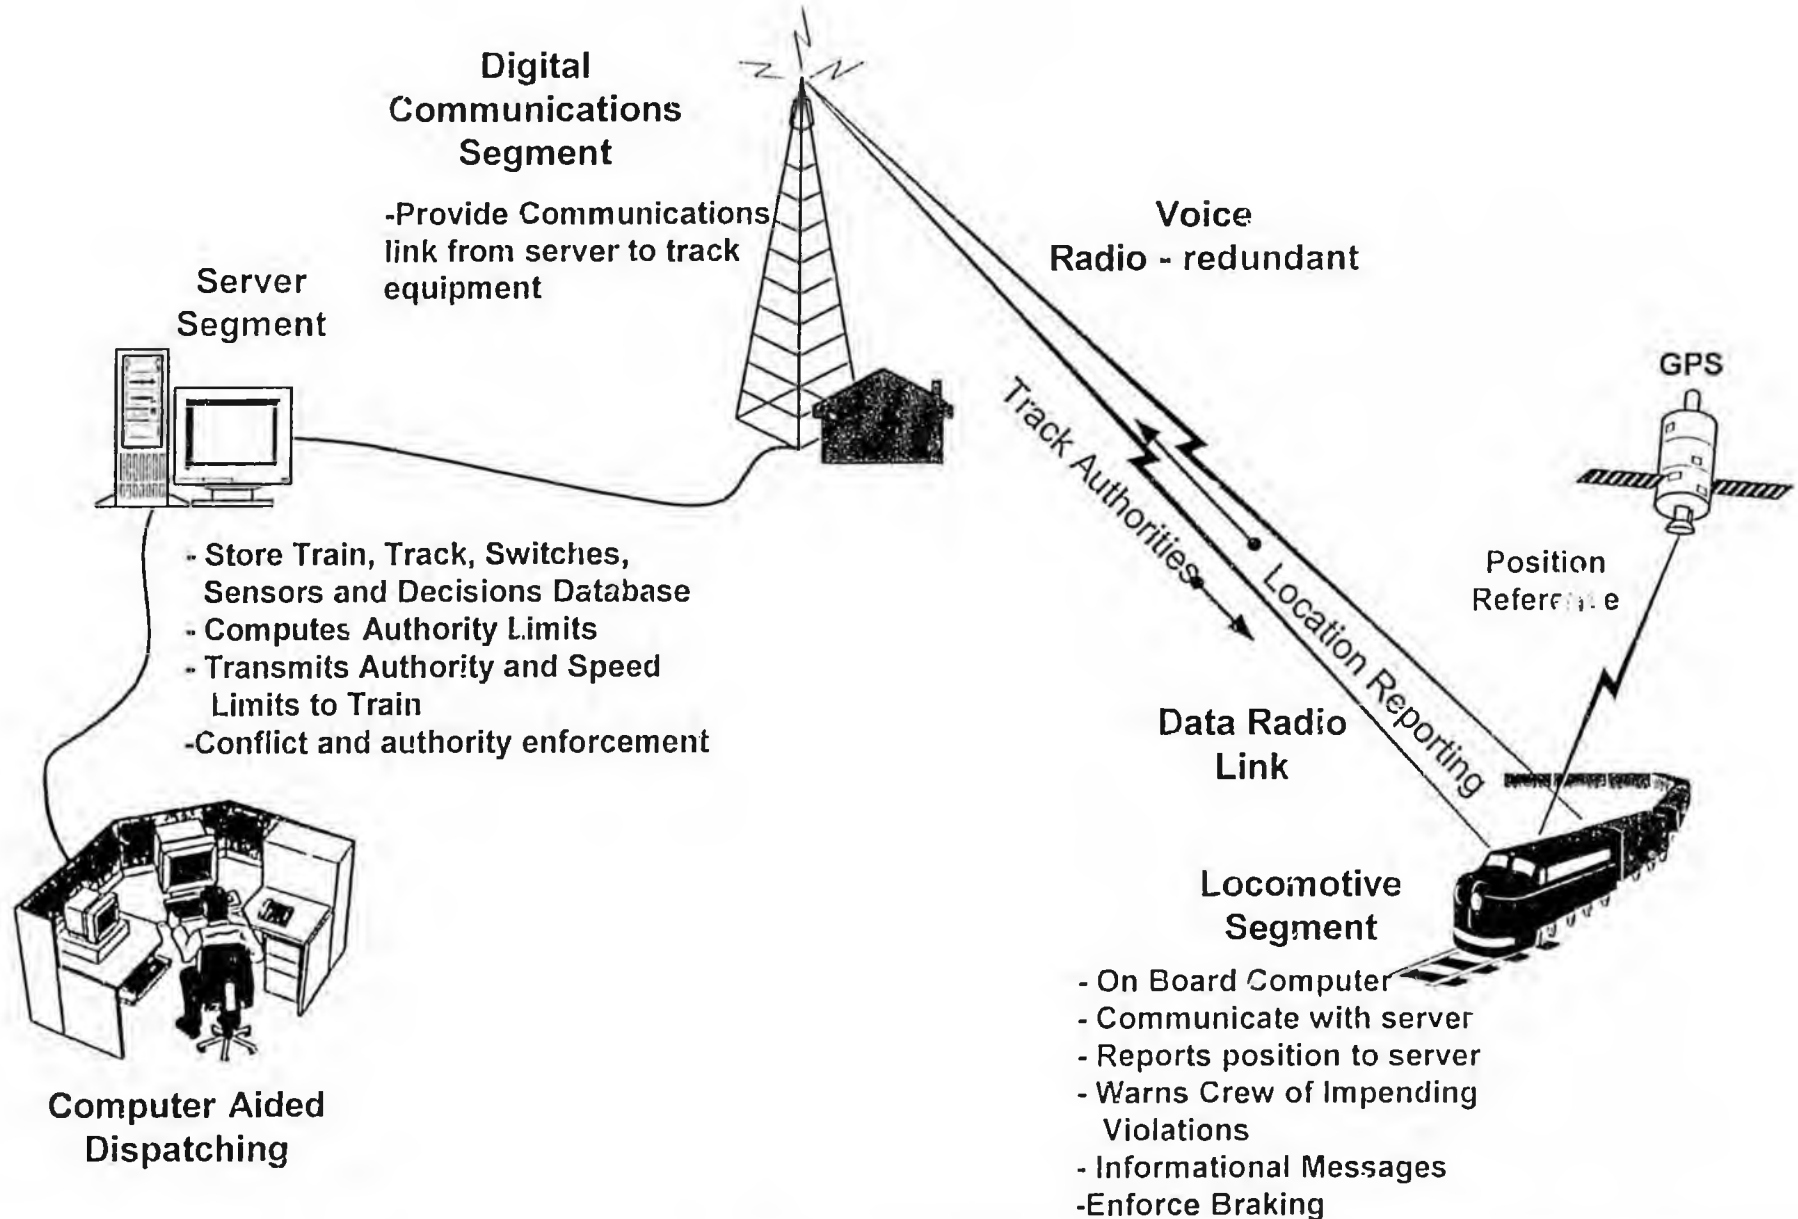 Digital
Communications
Segment
-Provide Communications
link from server to track
equipment
Server
Segment
- Store Train, Track, Switches,
Sensors and Decisions Database
- Computes Authority Limits
- Transmits Authority and Speed
Limits to Train
-Conflict and authority enforcement
Computer Aided
Dispatching
Voice
Radio - redundant
Track Authorities
Location Reporting
Data Radio
Link
GPS
Position
Locomotive
Segment
- On Board Computer
- Communicate with server
- Reports position to server
- Warns Crew of Impending
Violations
- Informational Messages
-Enforce Braking